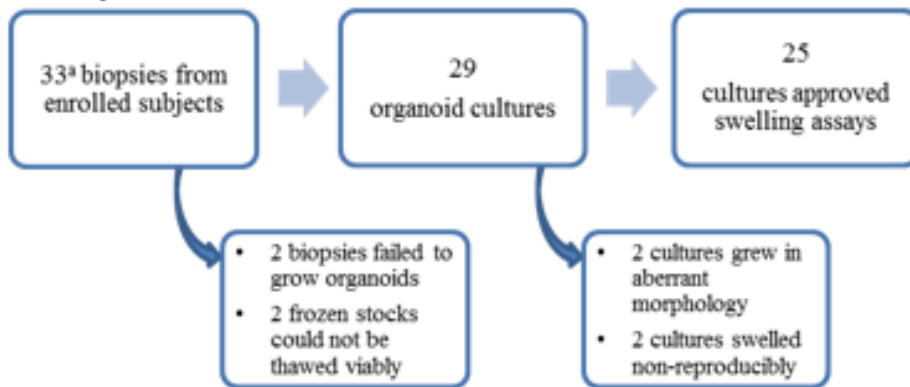 33ª biopsies from
enrolled subjects
29
organoid cultures
25
cultures approved
swelling assays
• 2 biopsies failed to
grow organoids
• 2 frozen stocks
could not be
thawed viably
• 2 cultures grew in
aberrant
morphology
• 2 cultures swelled
non-reproducibly